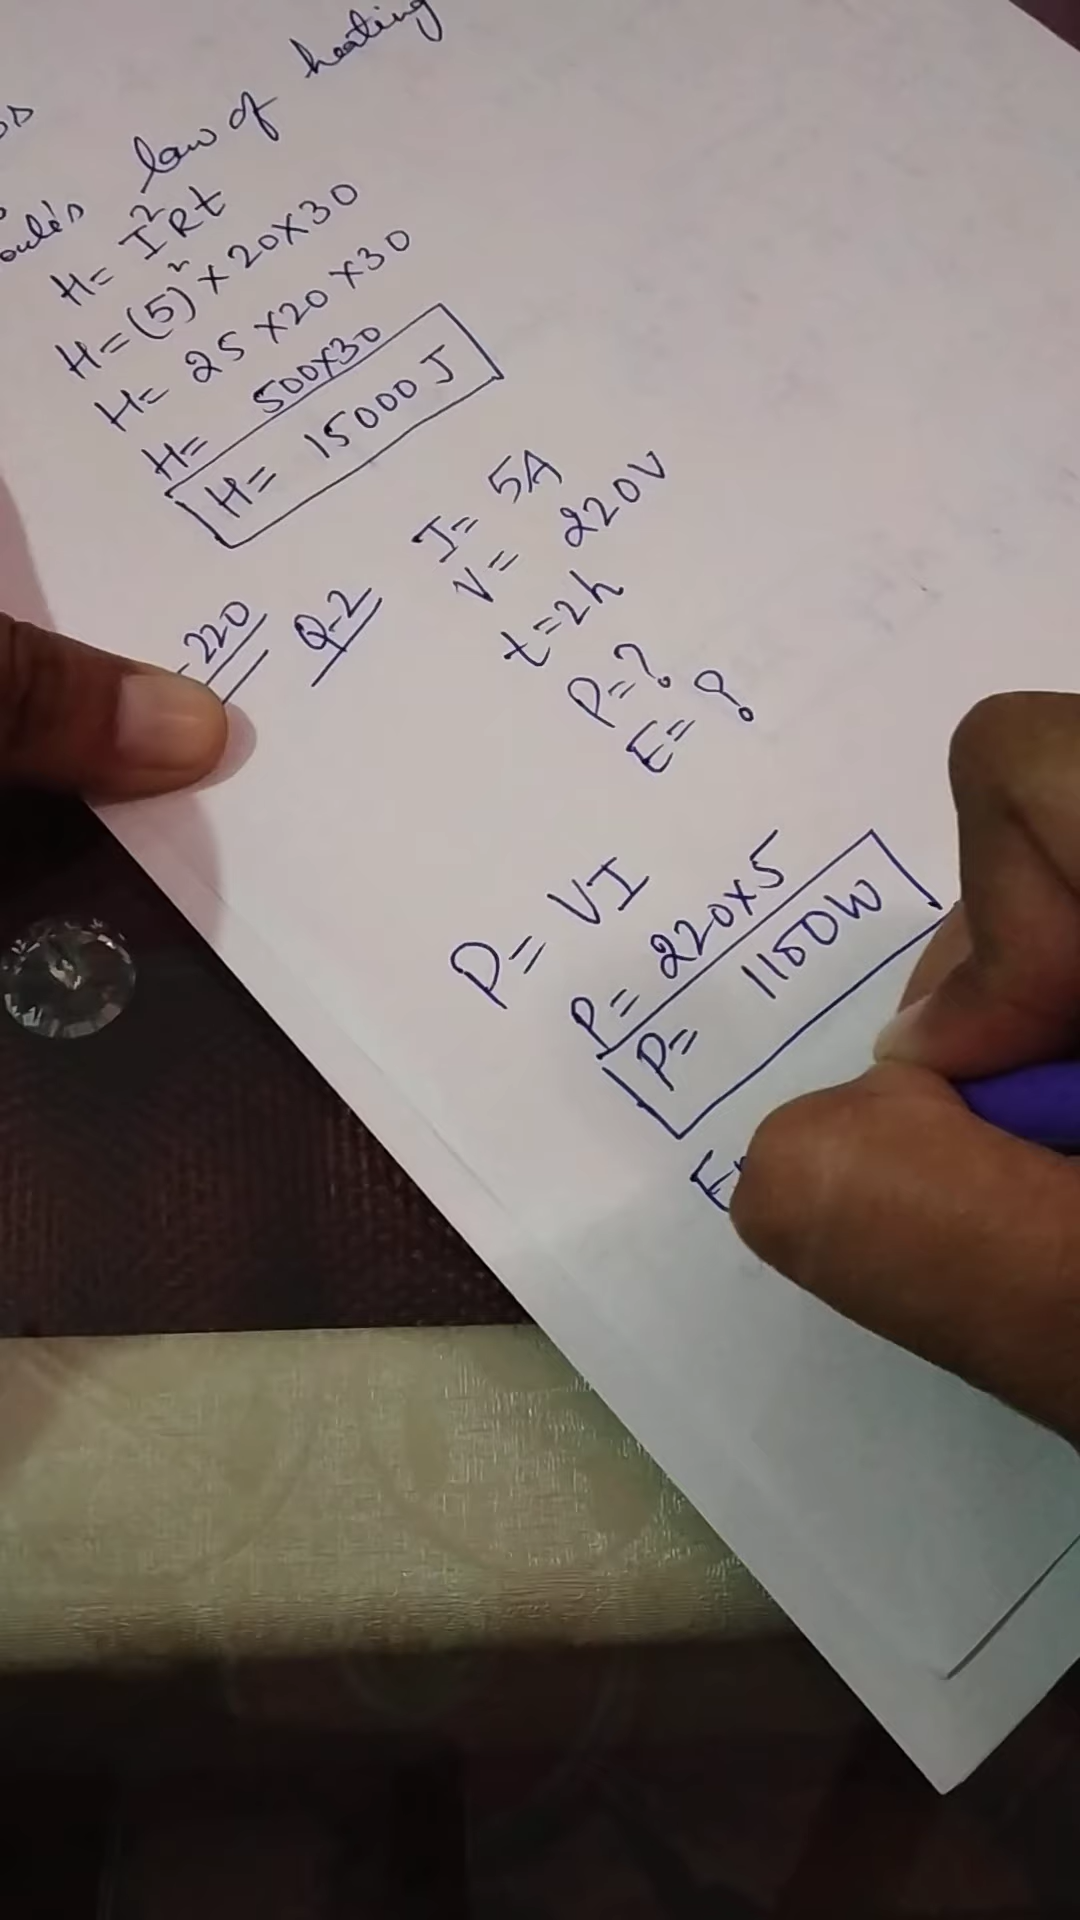 law of heating
H= I²Rt
H=(5)²×20×30
H= 25×20×30
H= 500×30
H= 15000 J
-220 Q-2
I= 5A
V= 220V
t=2h
P=?
E=?
P= VI
P= 220×5
P= 1100W